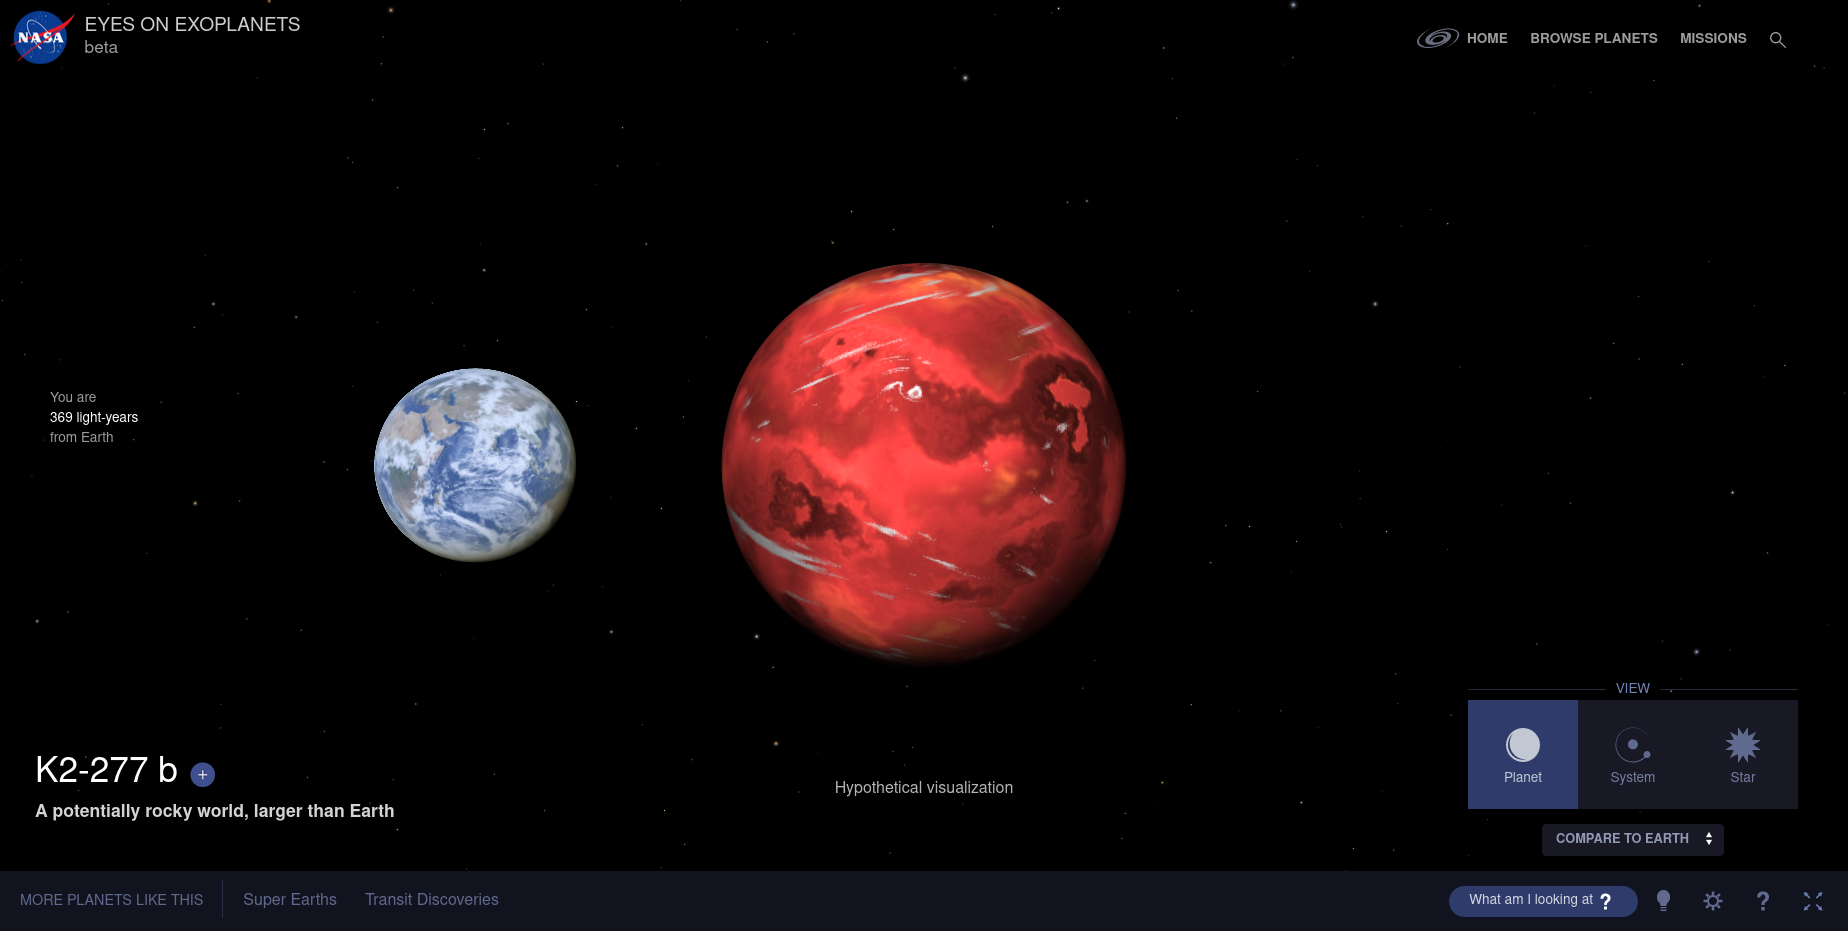 NASA
EYES ON EXOPLANETS
beta
HOME
BROWSE PLANETS
MISSIONS
You are
369 light-years
from Earth
K2-277 b +
A potentially rocky world, larger than Earth
Hypothetical visualization
VIEW
Planet
System
Star
COMPARE TO EARTH
MORE PLANETS LIKE THIS
Super Earths
Transit Discoveries
What am I looking at ?
?